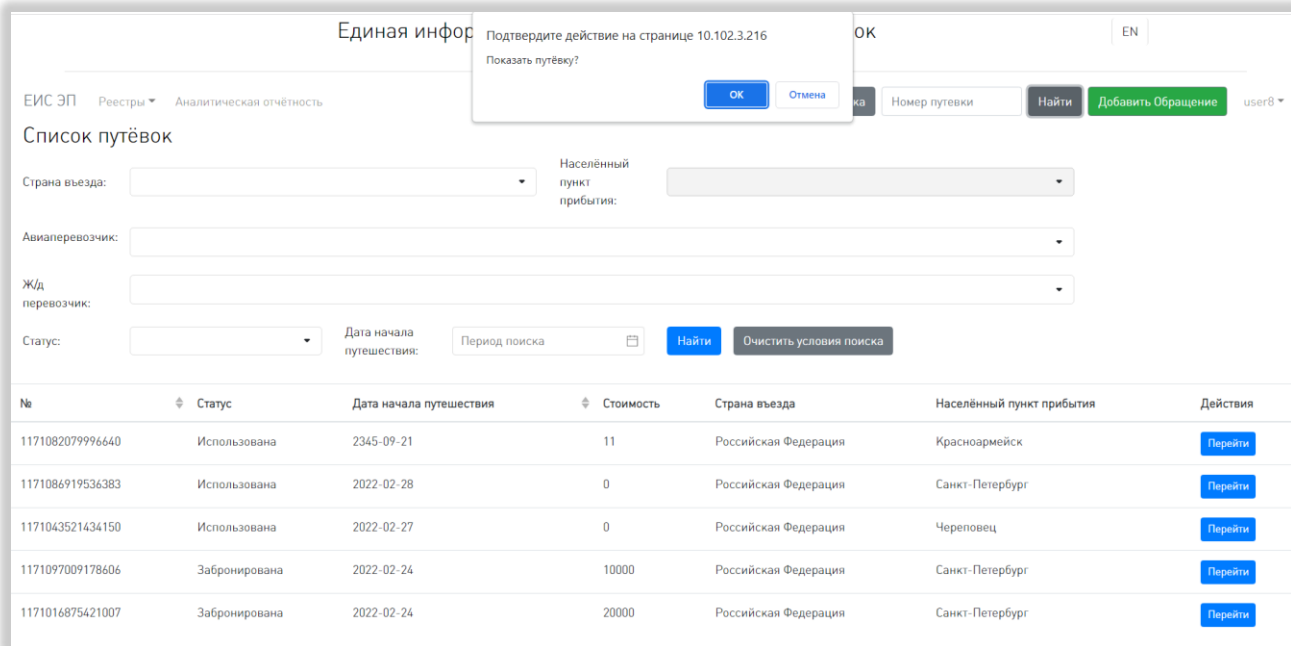 Единая инфор
ок
EN
Подтвердите действие на странице 10.102.3.216
Показать путёвку?
ОК
Отмена
ЕИС ЭП
Реестры
Аналитическая отчётность
ка
Номер путевки
Найти
Добавить Обращение
user8
Список путёвок
Страна въезда:
Населённый
пункт
прибытия:
Авиаперевозчик:
Ж/д
перевозчик:
Статус:
Дата начала
путешествия:
Период поиска
Найти
Очистить условия поиска
№ Статус Дата начала путешествия Стоимость Страна въезда Населённый пункт прибытия Действия
1171082079996640 Использована 2345-09-21 11 Российская Федерация Красноармейск Перейти
1171086919536383 Использована 2022-02-28 0 Российская Федерация Санкт-Петербург Перейти
1171043521434150 Использована 2022-02-27 0 Российская Федерация Череповец Перейти
1171097009178606 Забронирована 2022-02-24 10000 Российская Федерация Санкт-Петербург Перейти
1171016875421007 Забронирована 2022-02-24 20000 Российская Федерация Санкт-Петербург Перейти